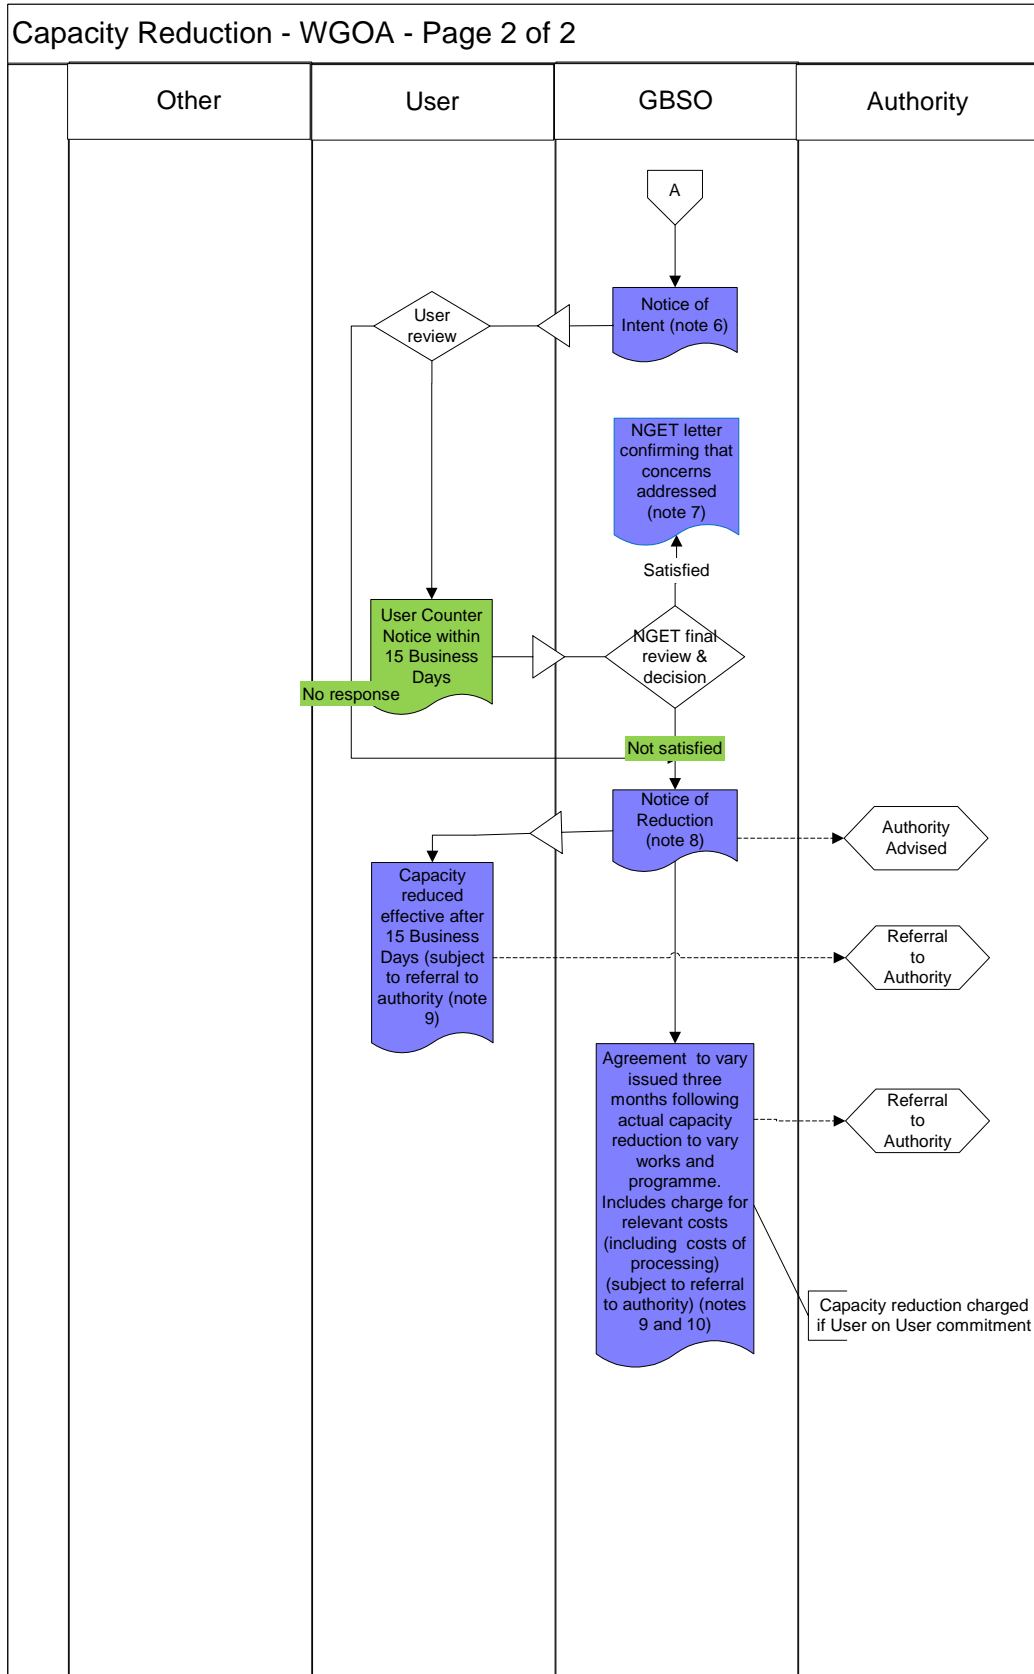 Capacity Reduction - WGOA - Page 2 of 2
Other
User
GBSO
Authority
A
Notice of
Intent (note 6)
User
review
NGET letter
confirming that
concerns
addressed
(note 7)
Satisfied
User Counter
Notice within
15 Business
Days
NGET final
review &
decision
No response
Not satisfied
Notice of
Reduction
(note 8)
Authority
Advised
Capacity
reduced
effective after
15 Business
Days (subject
to referral to
authority (note
9)
Referral
to
Authority
Agreement  to vary
issued three
months following
actual capacity
reduction to vary
works and
programme.
Includes charge for
relevant costs
(including  costs of
processing)
(subject to referral
to authority) (notes
9 and 10)
Referral
to
Authority
Capacity reduction charged
if User on User commitment